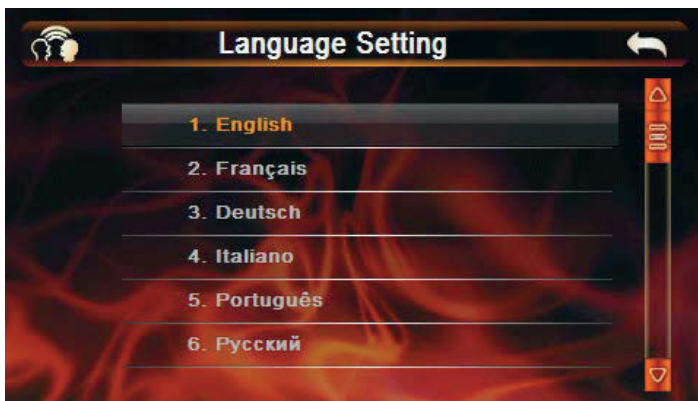 Language Setting
1. English
2. Français
3. Deutsch
4. Italiano
5. Português
6. Русский